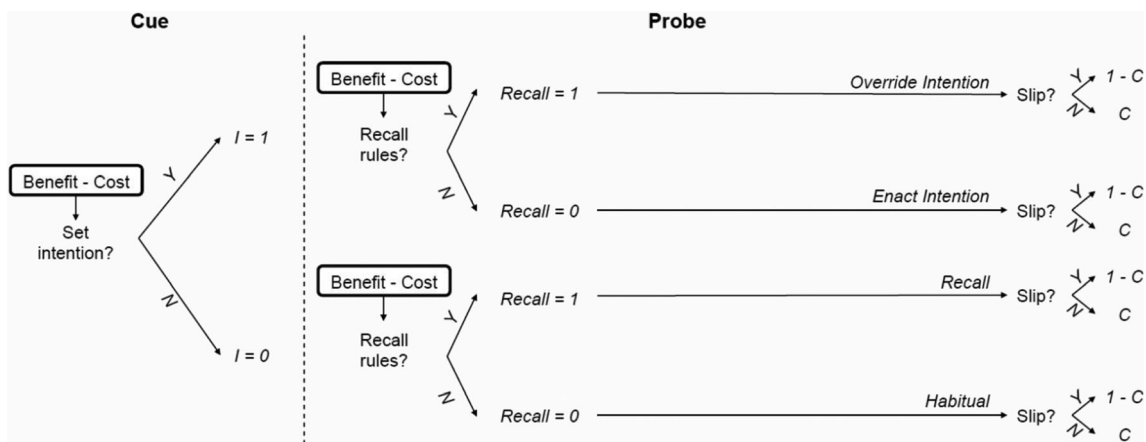 Cue
Probe
Benefit - Cost
Set
intention?
Y
N
I = 1
I = 0
Benefit - Cost
Recall
rules?
Y
N
Recall = 1
Override Intention
Slip?
Y
N
1 - C
C
Recall = 0
Enact Intention
Slip?
Y
N
1 - C
C
Benefit - Cost
Recall
rules?
Y
N
Recall = 1
Recall
Slip?
Y
N
1 - C
C
Recall = 0
Habitual
Slip?
Y
N
1 - C
C